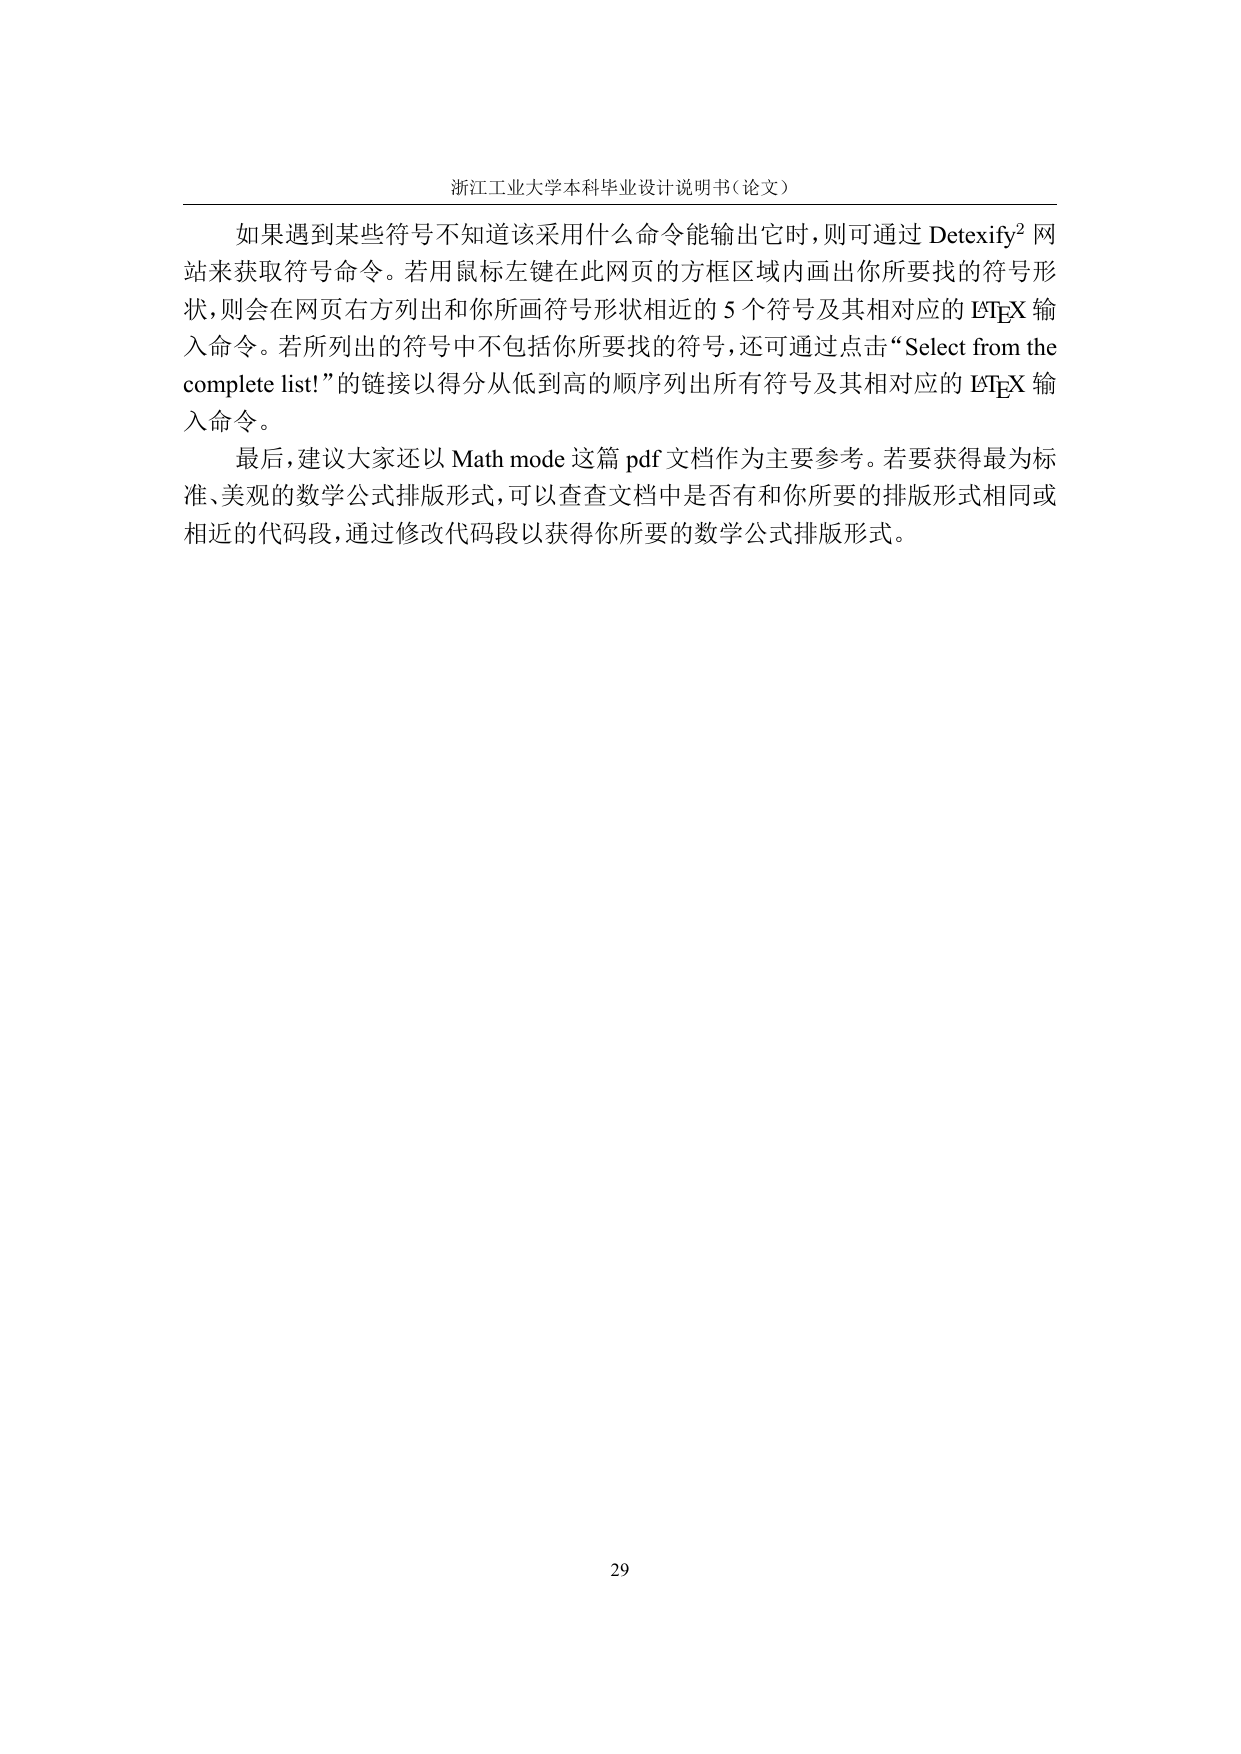 浙江工业大学本科毕业设计说明书（论文）
如果遇到某些符号不知道该采用什么命令能输出它时，则可通过 Detexify² 网
站来获取符号命令。若用鼠标左键在此网页的方框区域内画出你所要找的符号形
状，则会在网页右方列出和你所画符号形状相近的 5 个符号及其相对应的 LATEX 输
入命令。若所列出的符号中不包括你所要找的符号，还可通过点击“Select from the
complete list!”的链接以得分从低到高的顺序列出所有符号及其相对应的 LATEX 输
入命令。
最后，建议大家还以 Math mode 这篇 pdf 文档作为主要参考。若要获得最为标
准、美观的数学公式排版形式，可以查查文档中是否有和你所要的排版形式相同或
相近的代码段，通过修改代码段以获得你所要的数学公式排版形式。
29